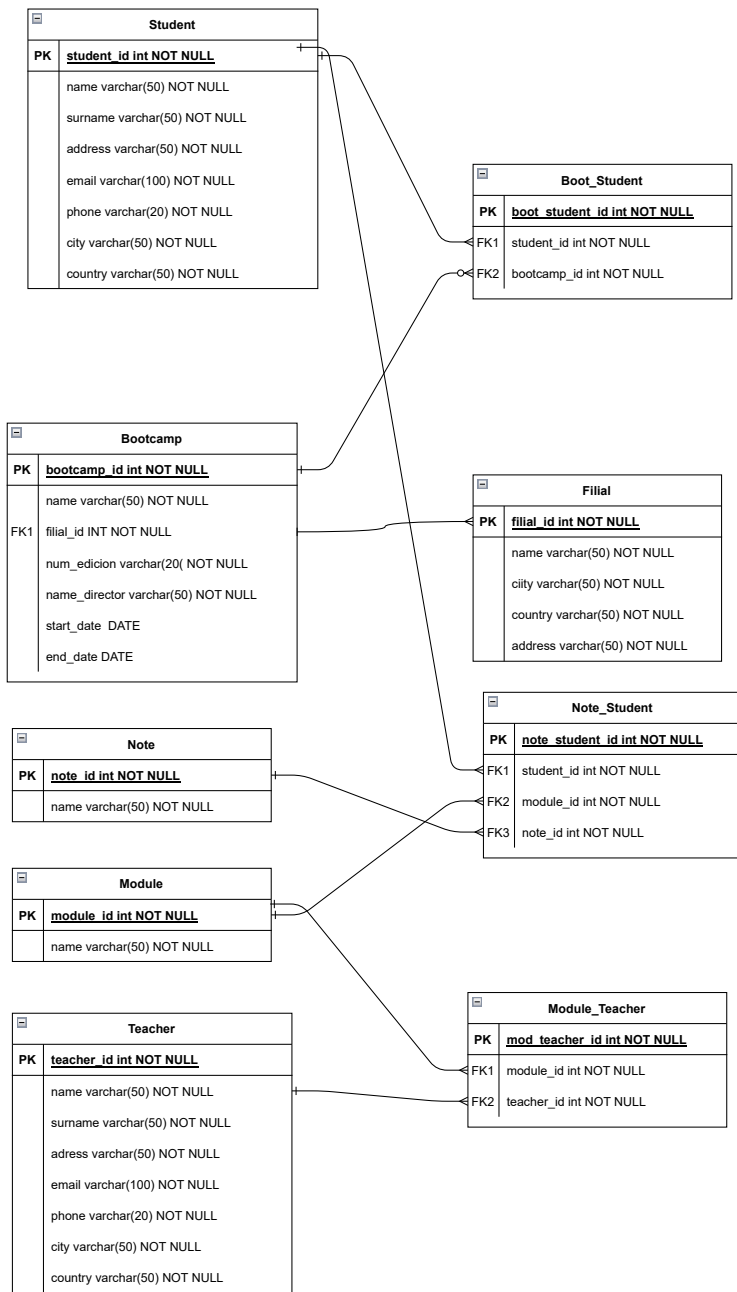 Student
PK student_id int NOT NULL
name varchar(50) NOT NULL
surname varchar(50) NOT NULL
address varchar(50) NOT NULL
email varchar(100) NOT NULL
phone varchar(20) NOT NULL
city varchar(50) NOT NULL
country varchar(50) NOT NULL
Boot_Student
PK boot_student_id int NOT NULL
FK1 student_id int NOT NULL
FK2 bootcamp_id int NOT NULL
Bootcamp
PK bootcamp_id int NOT NULL
name varchar(50) NOT NULL
FK1 filial_id INT NOT NULL
num_edicion varchar(20( NOT NULL
name_director varchar(50) NOT NULL
start_date DATE
end_date DATE
Filial
PK filial_id int NOT NULL
name varchar(50) NOT NULL
ciity varchar(50) NOT NULL
country varchar(50) NOT NULL
address varchar(50) NOT NULL
Note_Student
PK note_student_id int NOT NULL
FK1 student_id int NOT NULL
FK2 module_id int NOT NULL
FK3 note_id int NOT NULL
Note
PK note_id int NOT NULL
name varchar(50) NOT NULL
Module
PK module_id int NOT NULL
name varchar(50) NOT NULL
Module_Teacher
PK mod_teacher_id int NOT NULL
FK1 module_id int NOT NULL
FK2 teacher_id int NOT NULL
Teacher
PK teacher_id int NOT NULL
name varchar(50) NOT NULL
surname varchar(50) NOT NULL
adress varchar(50) NOT NULL
email varchar(100) NOT NULL
phone varchar(20) NOT NULL
city varchar(50) NOT NULL
country varchar(50) NOT NULL